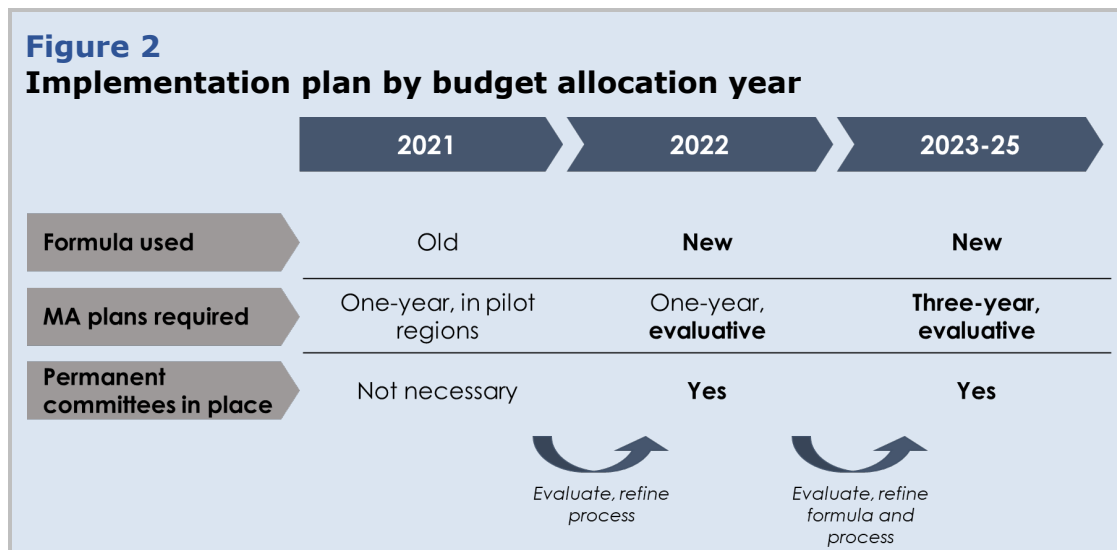 Figure 2
Implementation plan by budget allocation year
2021 2022 2023-25
Formula used Old New New
MA plans required One-year, in pilot regions One-year, evaluative Three-year, evaluative
Permanent committees in place Not necessary Yes Yes
Evaluate, refine process
Evaluate, refine formula and process